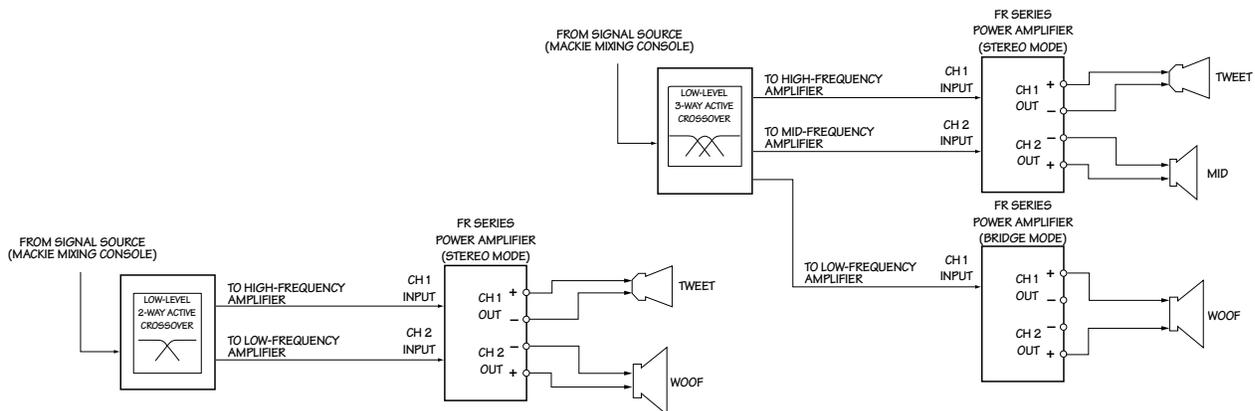 FROM SIGNAL SOURCE
(MACKIE MIXING CONSOLE)
LOW-LEVEL
2-WAY ACTIVE
CROSSOVER
TO HIGH-FREQUENCY
AMPLIFIER
TO LOW-FREQUENCY
AMPLIFIER
CH 1
INPUT
CH 2
INPUT
FR SERIES
POWER AMPLIFIER
(STEREO MODE)
CH 1
OUT
+
−
CH 2
OUT
−
+
TWEET
WOOF
FROM SIGNAL SOURCE
(MACKIE MIXING CONSOLE)
LOW-LEVEL
3-WAY ACTIVE
CROSSOVER
TO HIGH-FREQUENCY
AMPLIFIER
TO MID-FREQUENCY
AMPLIFIER
CH 1
INPUT
CH 2
INPUT
FR SERIES
POWER AMPLIFIER
(STEREO MODE)
CH 1
OUT
+
−
CH 2
OUT
−
+
TWEET
MID
TO LOW-FREQUENCY
AMPLIFIER
CH 1
INPUT
FR SERIES
POWER AMPLIFIER
(BRIDGE MODE)
CH 1
OUT
+
−
CH 2
OUT
−
+
WOOF